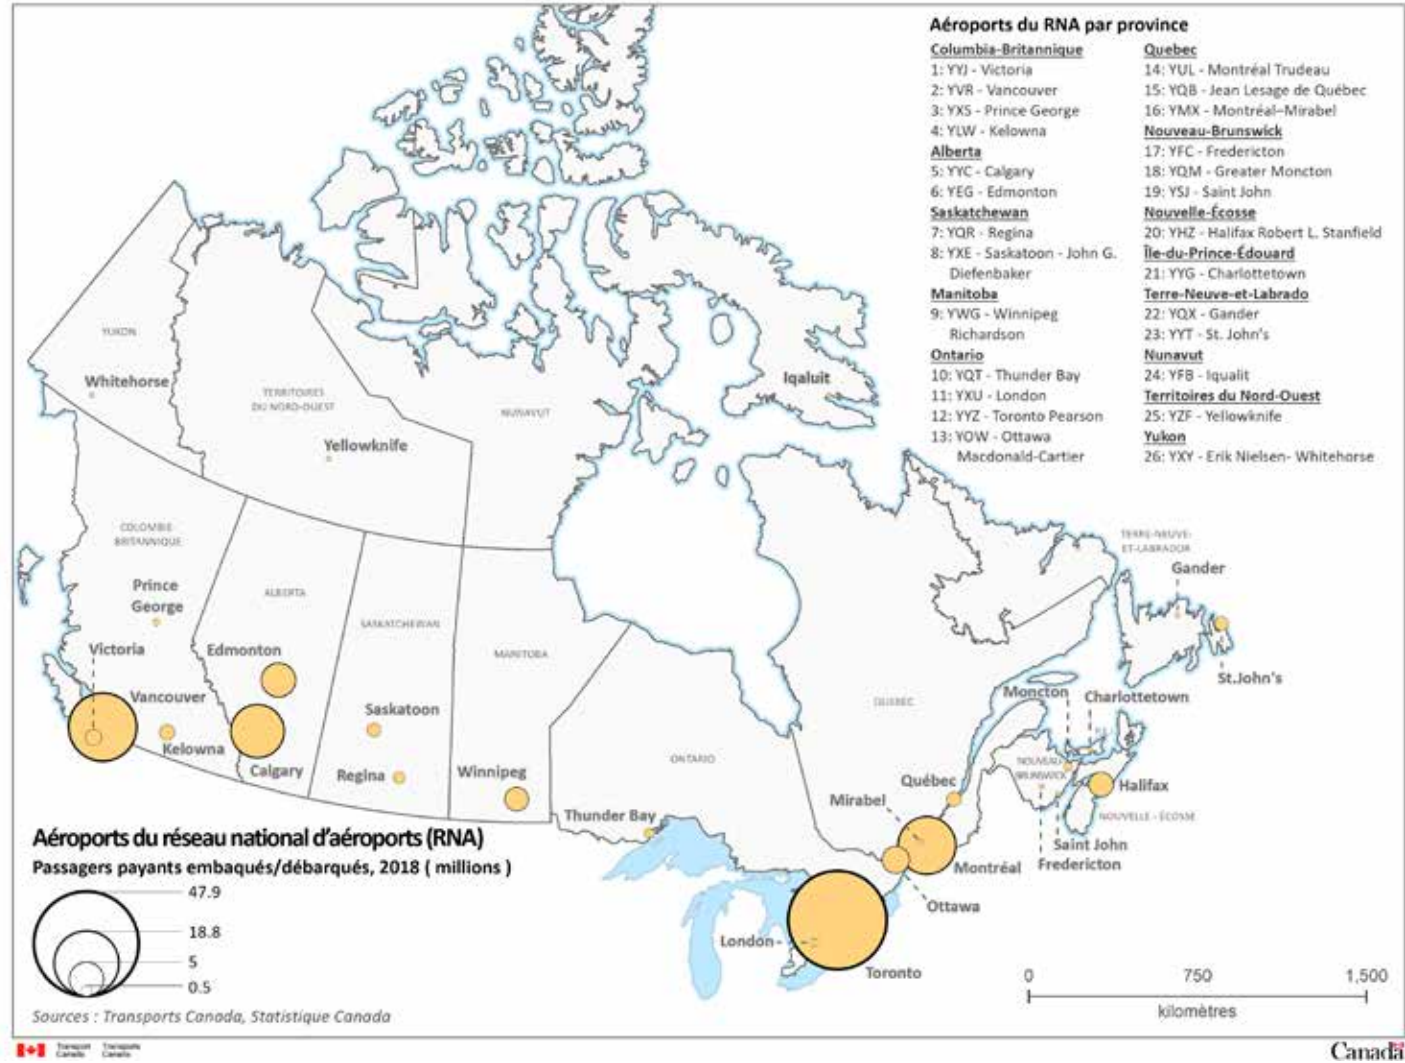 Aéroports du RNA par province
Columbia-Britannique
1: YYJ - Victoria
2: YVR - Vancouver
3: YXS - Prince George
4: YLW - Kelowna
Alberta
5: YYC - Calgary
6: YEG - Edmonton
Saskatchewan
7: YQR - Regina
8: YXE - Saskatoon - John G.
Diefenbaker
Manitoba
9: YWG - Winnipeg
Richardson
Ontario
10: YQT - Thunder Bay
11: YXU - London
12: YYZ - Toronto Pearson
13: YOW - Ottawa
Macdonald-Cartier
Quebec
14: YUL - Montréal Trudeau
15: YQB - Jean Lesage de Québec
16: YMX - Montréal–Mirabel
Nouveau-Brunswick
17: YFC - Fredericton
18: YQM - Greater Moncton
19: YSJ - Saint John
Nouvelle-Écosse
20: YHZ - Halifax Robert L. Stanfield
Île-du-Prince-Édouard
21: YYG - Charlottetown
Terre-Neuve-et-Labrado
22: YQX - Gander
23: YYT - St. John's
Nunavut
24: YFB - Iqualit
Territoires du Nord-Ouest
25: YZF - Yellowknife
Yukon
26: YXY - Erik Nielsen- Whitehorse
YUKON
Whitehorse
TERRITOIRES
DU NORD-OUEST
Yellowknife
NUNAVUT
Iqaluit
COLOMBIE
BRITANNIQUE
Prince
George
Victoria
Vancouver
Kelowna
ALBERTA
Edmonton
Calgary
SASKATCHEWAN
Saskatoon
Regina
MANITOBA
Winnipeg
ONTARIO
Thunder Bay
London
Toronto
Ottawa
QUEBEC
Québec
Mirabel
Montréal
TERRE-NEUVE-
ET-LABRADOR
Gander
St.John's
Moncton
Charlottetown
NOUVEAU
BRUNSWICK
Halifax
NOUVELLE - ÉCOSSE
Saint John
Fredericton
Aéroports du réseau national d'aéroports (RNA)
Passagers payants embaqués/débarqués, 2018 ( millions )
47.9
18.8
5
0.5
Sources : Transports Canada, Statistique Canada
0 750 1,500
kilomètres
Transport Transports
Canada Canada
Canada